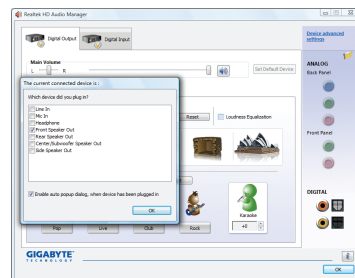 Realtek HD Audio Manager
Digital Output
Digital Input
Device advanced
settings
Main Volume
L
R
Set Default Device
ANALOG
Back Panel
The current connected device is :
Which device did you plug in?
Line In
Mic In
Headphone
Front Speaker Out
Rear Speaker Out
Center/Subwoofer Speaker Out
Side Speaker Out
Enable auto popup dialog, when device has been plugged in
OK
Reset
Loudness Equalization
Front Panel
DIGITAL
Karaoke
+0
Pop
Live
Club
Rock
GIGABYTE
TECHNOLOGY
OK